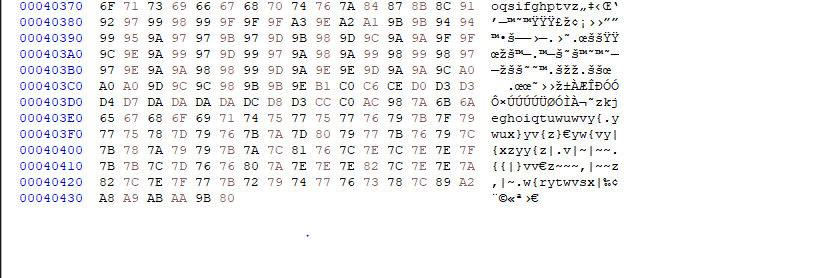 00040370 6F 71 73 69 66 67 68 70 74 76 7A 84 87 8B 8C 91 oqsifghptvz„‡‹Œ‘
00040380 92 97 99 98 99 9F 9F 9F A3 9E A2 A1 9B 9B 94 94 ’—™˜™ŸŸŸ£ž¢¡››””
00040390 99 95 9A 97 97 9B 97 9D 9B 98 9D 9C 9A 9A 9F 9F ™•š——›—.›˜.œššŸŸ
000403A0 9C 9E 9A 99 97 9D 99 97 9A 98 9A 99 98 99 98 97 œžš™—.™—š˜š™˜™˜—
000403B0 97 9E 9A 9A 98 98 99 9D 9A 9E 9E 9D 9A 9A 9C A0 —žšš˜˜™.šžž.ššœ
000403C0 A0 A0 9D 9C 9C 98 9B 9B 9E B1 C0 C6 CE D0 D3 D3 .œœ˜››ž±ÀÆÎÐÓÓ
000403D0 D4 D7 DA DA DA DA DC D8 D3 CC C0 AC 98 7A 6B 6A Ô×ÚÚÚÚÜØÓÌÀ¬˜zkj
000403E0 65 67 68 6F 69 71 74 75 77 75 77 76 79 7B 7F 79 eghoiqtuwuwvy{.y
000403F0 77 75 78 7D 79 76 7B 7A 7D 80 79 77 7B 76 79 7C wux}yv{z}€yw{vy|
00040400 7B 78 7A 79 79 7B 7A 7C 81 76 7C 7E 7C 7E 7E 7F {xzyy{z|.v|~|~~.
00040410 7B 7B 7C 7D 76 76 80 7A 7E 7E 7E 82 7C 7E 7E 7A {{|}vv€z~~~‚|~~z
00040420 82 7C 7E 7F 77 7B 72 79 74 77 76 73 78 7C 89 A2 ‚|~.w{rytwvsx|‰¢
00040430 A8 A9 AB AA 9B 80 ¨©«ª›€